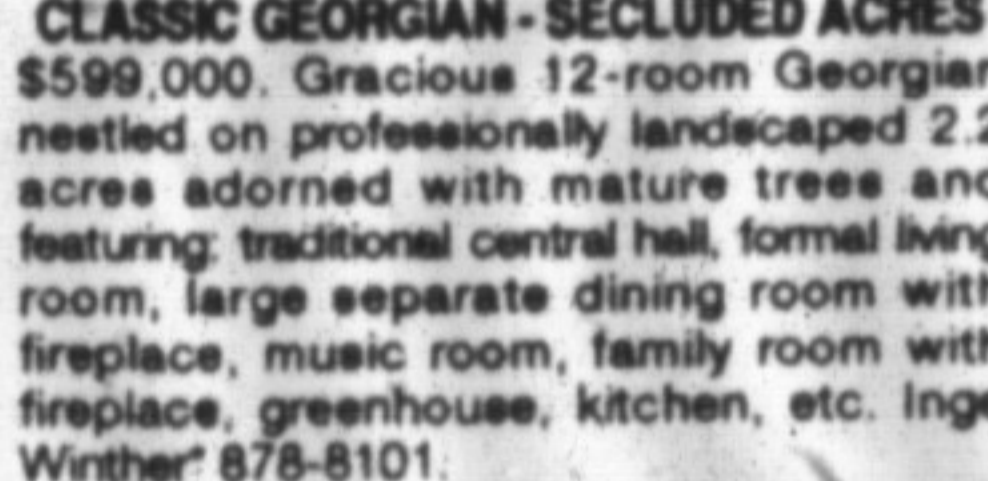 CLASSIC GEORGIAN - SECLUDED ACRES
$599,000. Gracious 12-room Georgian
nestled on professionally landscaped 2.2
acres adorned with mature trees and
featuring: traditional central hall, formal living
room, large separate dining room with
fireplace, music room, family room with
fireplace, greenhouse, kitchen, etc. Inge
Winther* 878-8101.